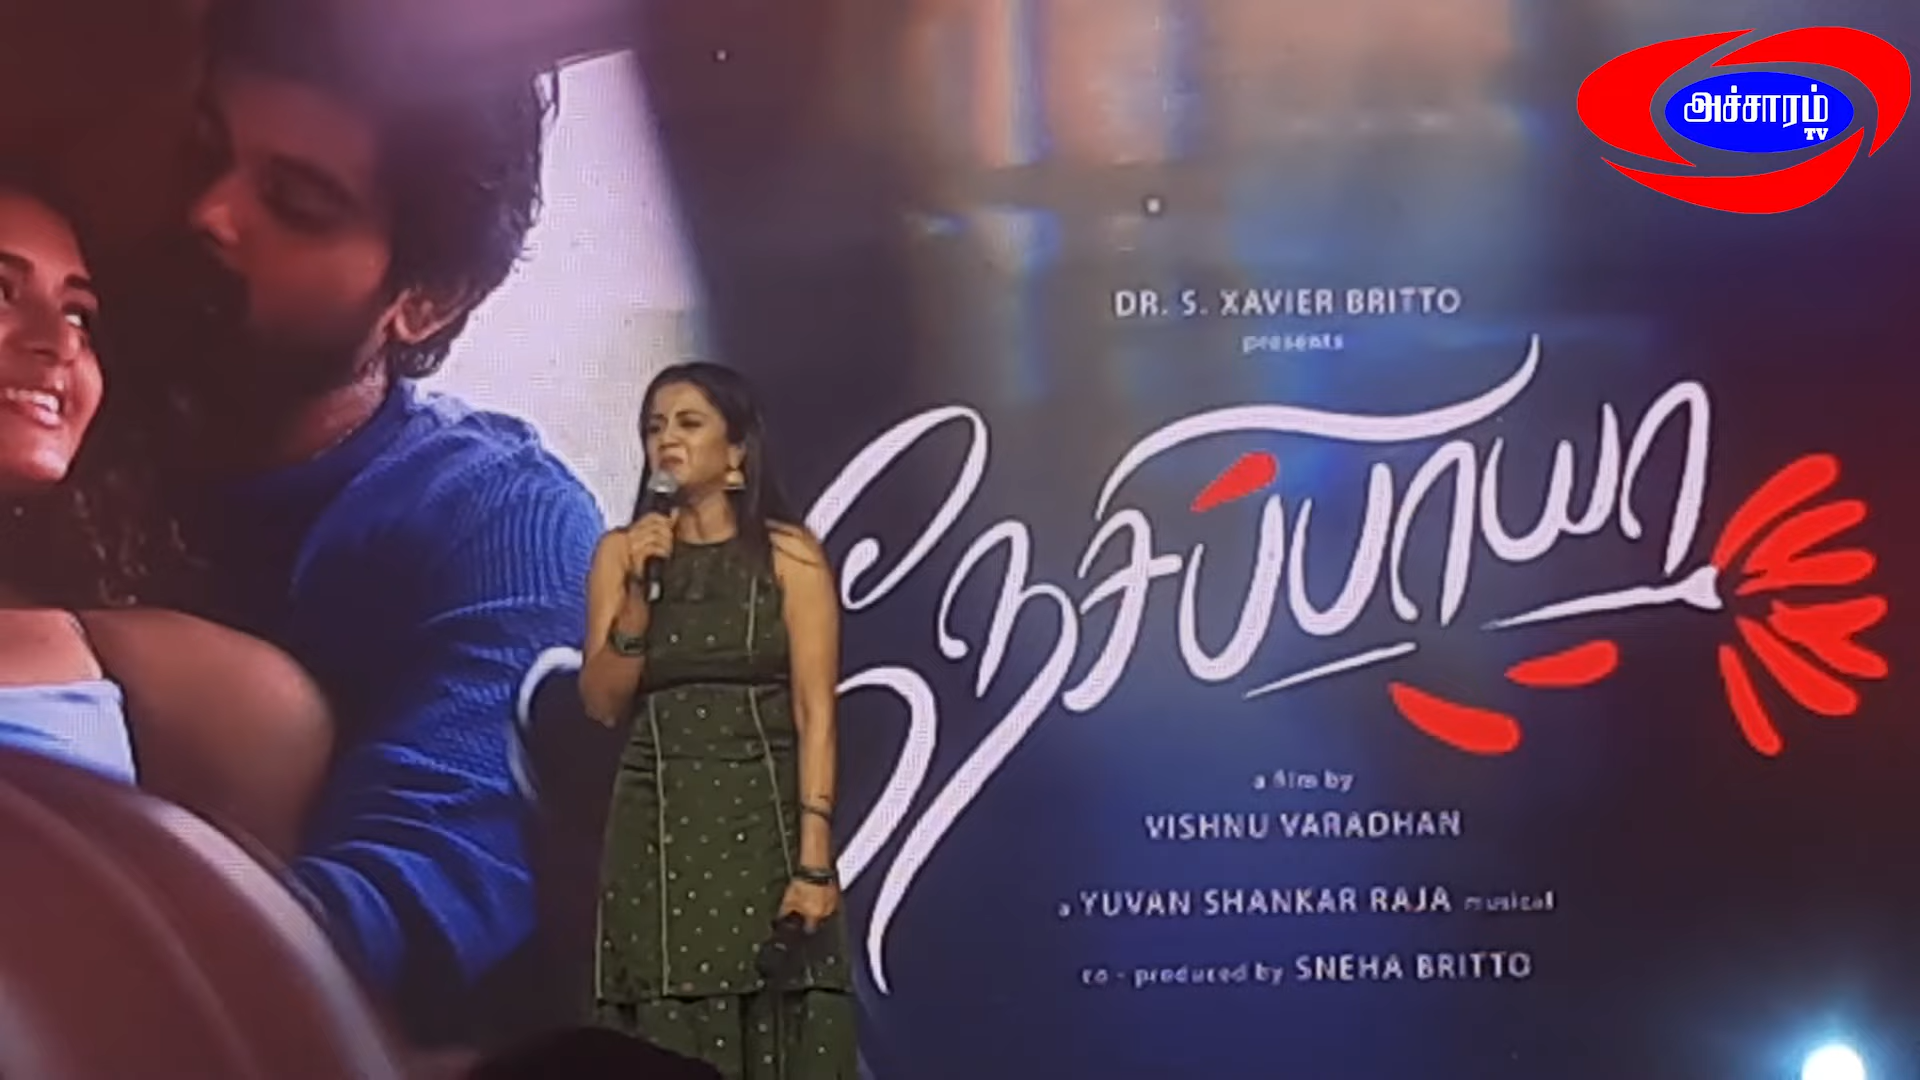 அச்சாரம்
TV
DR. S. XAVIER BRITTO
presents
நேசிப்பாயா
a film by
VISHNU VARADHAN
a YUVAN SHANKAR RAJA musical
co - produced by SNEHA BRITTO